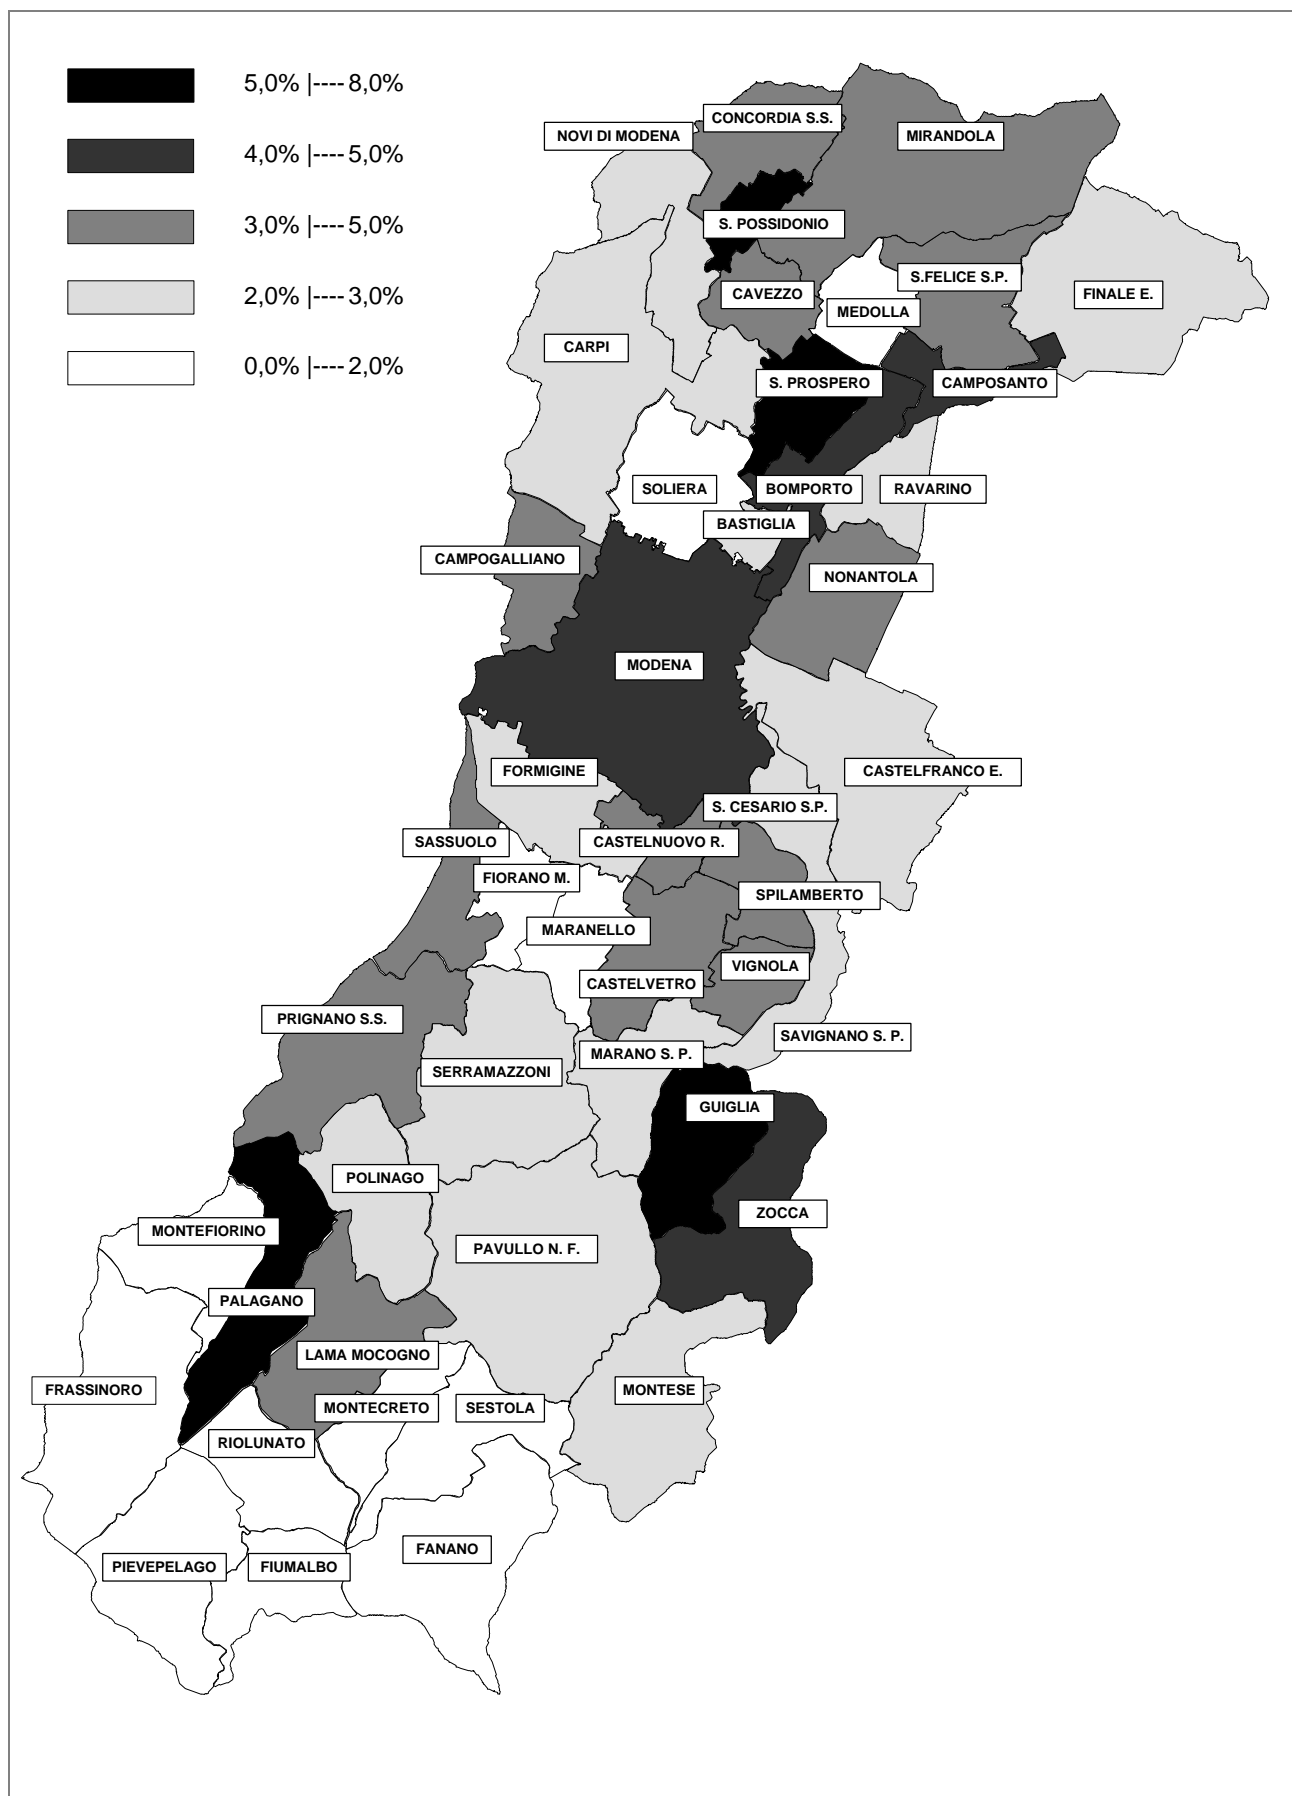 5,0% |---- 8,0%
4,0% |---- 5,0%
3,0% |---- 5,0%
2,0% |---- 3,0%
0,0% |---- 2,0%
CONCORDIA S.S.
NOVI DI MODENA
MIRANDOLA
S. POSSIDONIO
S.FELICE S.P.
CAVEZZO
FINALE E.
MEDOLLA
CARPI
S. PROSPERO
CAMPOSANTO
SOLIERA
BOMPORTO
RAVARINO
BASTIGLIA
CAMPOGALLIANO
NONANTOLA
MODENA
FORMIGINE
CASTELFRANCO E.
S. CESARIO S.P.
SASSUOLO
CASTELNUOVO R.
FIORANO M.
SPILAMBERTO
MARANELLO
VIGNOLA
CASTELVETRO
PRIGNANO S.S.
SAVIGNANO S. P.
MARANO S. P.
SERRAMAZZONI
GUIGLIA
POLINAGO
ZOCCA
MONTEFIORINO
PAVULLO N. F.
PALAGANO
LAMA MOCOGNO
FRASSINORO
MONTESE
MONTECRETO
SESTOLA
RIOLUNATO
FANANO
PIEVEPELAGO
FIUMALBO